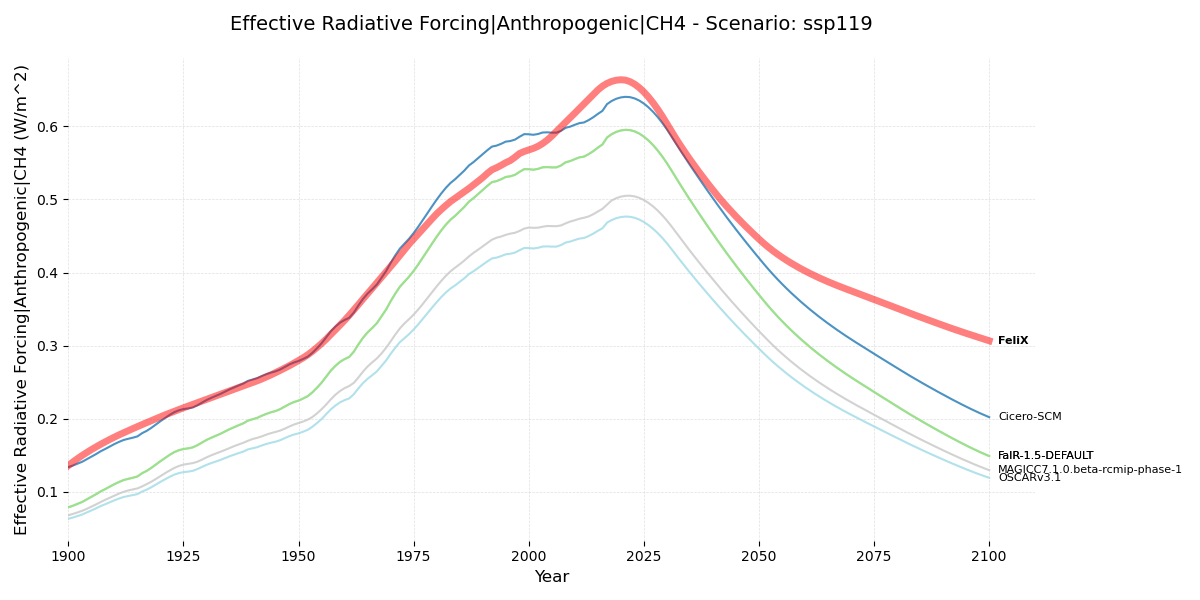 Effective Radiative Forcing|Anthropogenic|CH4 - Scenario: ssp119
Effective Radiative Forcing|Anthropogenic|CH4 (W/m^2)
0.6
0.5
0.4
0.3
0.2
0.1
FeliX
Cicero-SCM
FaIR-1.5-DEFAULT
MAGICC7.1.0.beta-rcmip-phase-1
OSCARv3.1
1900
1925
1950
1975
2000
2025
2050
2075
2100
Year